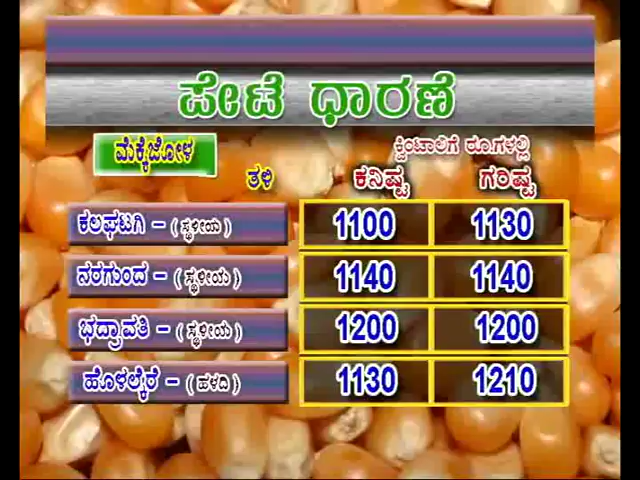 ಪೇಟೆ ಧಾರಣೆ
ಮೆಕ್ಕೆಜೋಳ
ಕ್ವಿಂಟಾಲಿಗೆ ರೂಗಳಲ್ಲಿ
ತಳಿ ಕನಿಷ್ಟ ಗರಿಷ್ಟ
ಕಲಘಟಗಿ - (ಸ್ಥಳೀಯ) 1100 1130
ನರಗುಂದ - (ಸ್ಥಳೀಯ) 1140 1140
ಭದ್ರಾವತಿ - (ಸ್ಥಳೀಯ) 1200 1200
ಹೊಳಲ್ಕೆರೆ - (ಹಳದಿ) 1130 1210